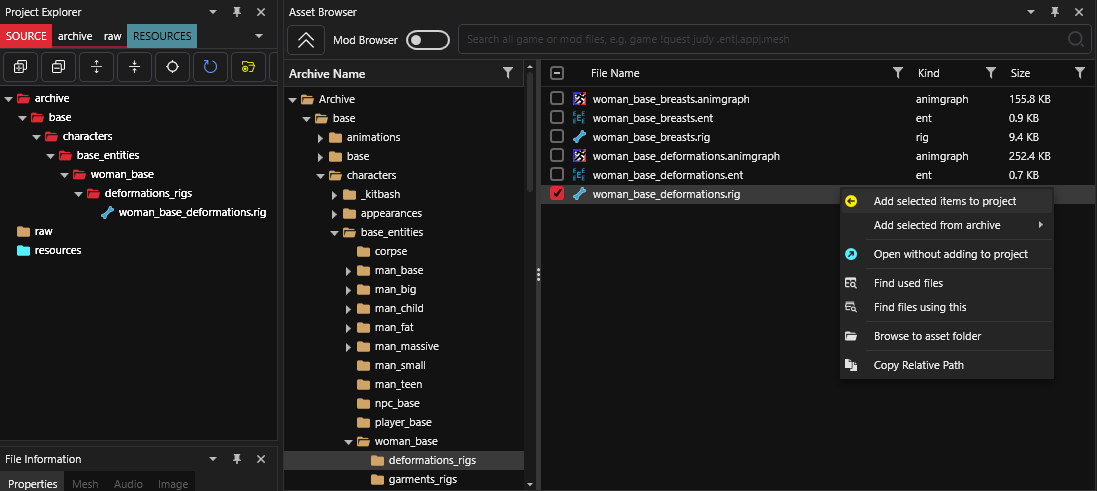 Project Explorer
SOURCE archive raw RESOURCES
archive
base
characters
base_entities
woman_base
deformations_rigs
woman_base_deformations.rig
raw
resources
File Information
Properties Mesh Audio Image
Asset Browser
Mod Browser
Search all game or mod files, e.g. game !quest judy .ent|.app|.mesh
Archive Name
Archive
base
animations
base
characters
_kitbash
appearances
base_entities
corpse
man_base
man_big
man_child
man_fat
man_massive
man_small
man_teen
npc_base
player_base
woman_base
deformations_rigs
garments_rigs
File Name Kind Size
woman_base_breasts.animgraph animgraph 155.8 KB
woman_base_breasts.ent ent 0.9 KB
woman_base_breasts.rig rig 9.4 KB
woman_base_deformations.animgraph animgraph 252.4 KB
woman_base_deformations.ent ent 0.7 KB
woman_base_deformations.rig
Add selected items to project
Add selected from archive
Open without adding to project
Find used files
Find files using this
Browse to asset folder
Copy Relative Path